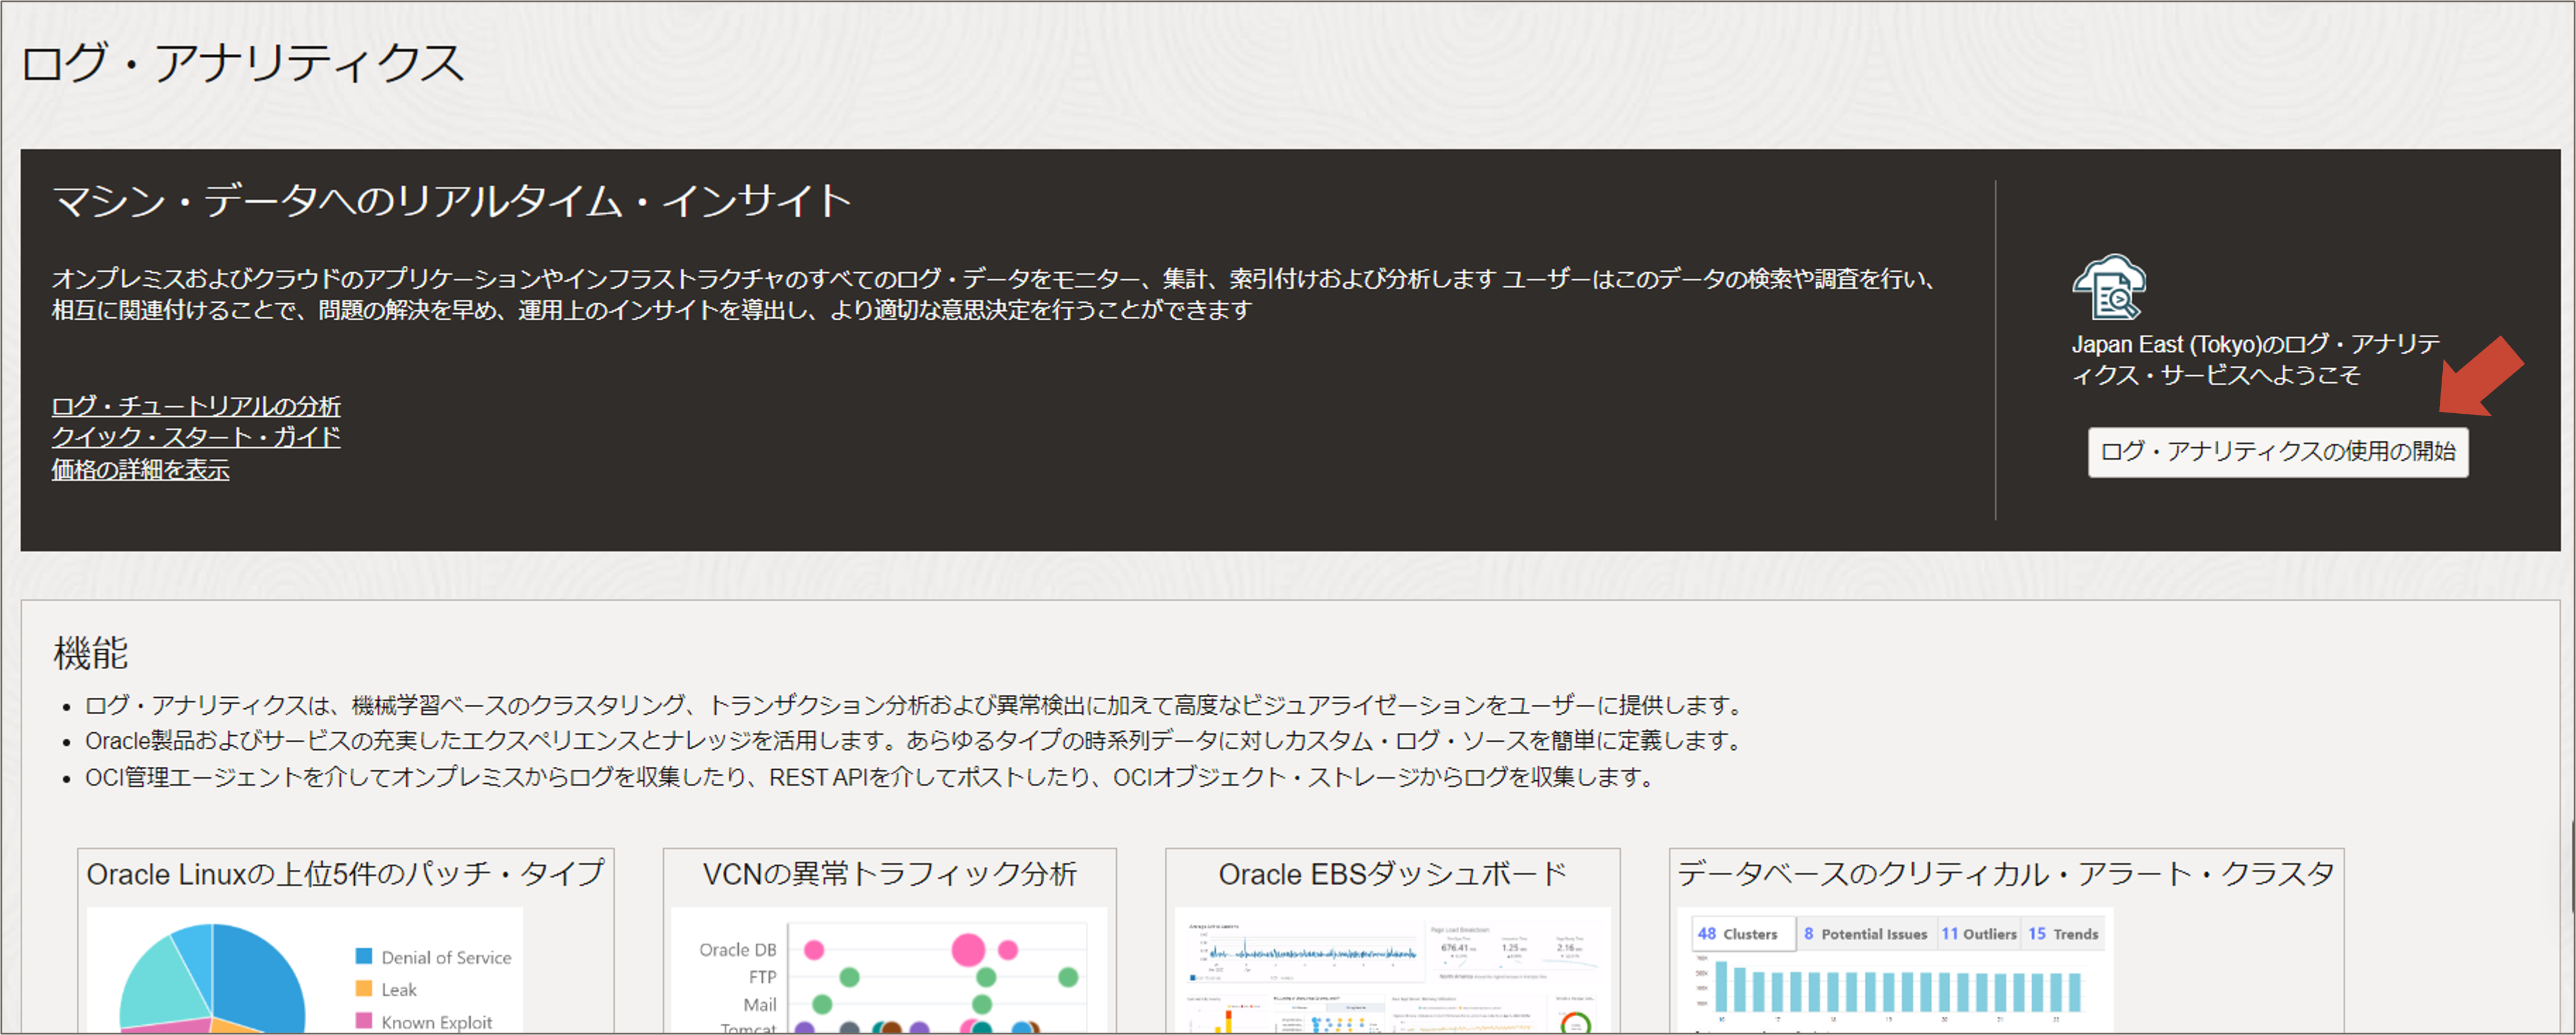 ログ・アナリティクス
マシン・データへのリアルタイム・インサイト
オンプレミスおよびクラウドのアプリケーションやインフラストラクチャのすべてのログ・データをモニター、集計、索引付けおよび分析します ユーザーはこのデータの検索や調査を行い、
相互に関連付けることで、問題の解決を早め、運用上のインサイトを導出し、より適切な意思決定を行うことができます
ログ・チュートリアルの分析
クイック・スタート・ガイド
価格の詳細を表示
Japan East (Tokyo)のログ・アナリテ
ィクス・サービスへようこそ
ログ・アナリティクスの使用の開始
機能
• ログ・アナリティクスは、機械学習ベースのクラスタリング、トランザクション分析および異常検出に加えて高度なビジュアライゼーションをユーザーに提供します。
• Oracle製品およびサービスの充実したエクスペリエンスとナレッジを活用します。あらゆるタイプの時系列データに対しカスタム・ログ・ソースを簡単に定義します。
• OCI管理エージェントを介してオンプレミスからログを収集したり、REST APIを介してポストしたり、OCIオブジェクト・ストレージからログを収集します。
Oracle Linuxの上位5件のパッチ・タイプ
Denial of Service
Leak
Known Exploit
VCNの異常トラフィック分析
Oracle DB
FTP
Mail
Tomcat
Oracle EBSダッシュボード
Page Load Breakdown
676.41
1.25
2.16
データベースのクリティカル・アラート・クラスタ
48 Clusters
8 Potential Issues
11 Outliers
15 Trends